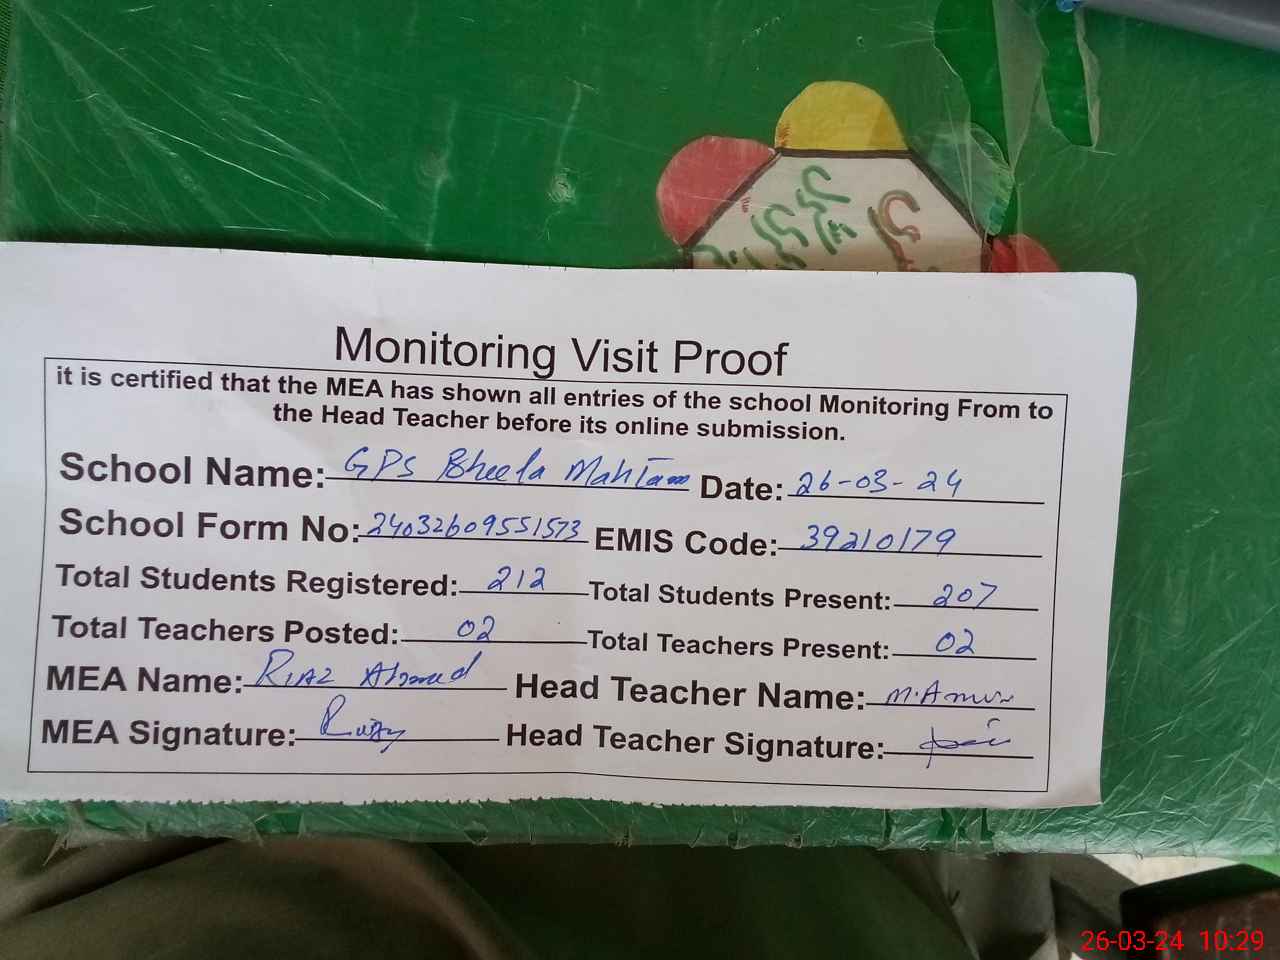 Monitoring Visit Proof
it is certified that the MEA has shown all entries of the school Monitoring From to
the Head Teacher before its online submission.
School Name: GPS Bheela Mahtam Date: 26-03-24
School Form No: 24032609551573 EMIS Code: 39210179
Total Students Registered: 212 Total Students Present: 207
Total Teachers Posted: 02 Total Teachers Present: 02
MEA Name: Riaz Ahmed Head Teacher Name: M.Amin
MEA Signature: Head Teacher Signature:
26-03-24 10:29